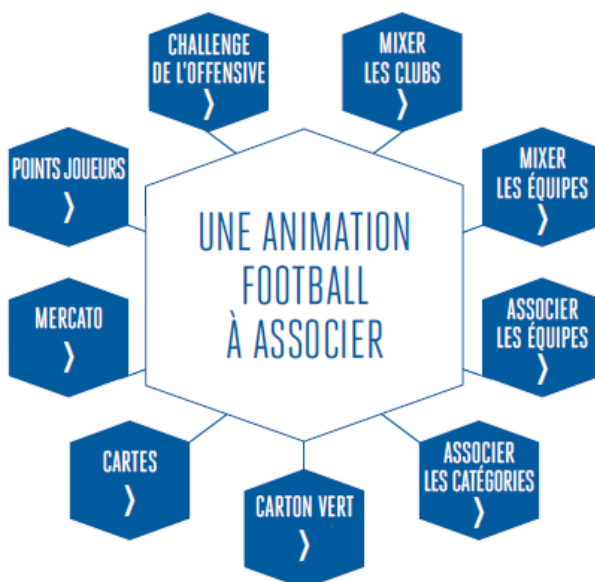 CHALLENGE
DE L'OFFENSIVE
❯
MIXER
LES CLUBS
❯
POINTS JOUEURS
❯
MIXER
LES ÉQUIPES
❯
UNE ANIMATION
FOOTBALL
À ASSOCIER
MERCATO
❯
ASSOCIER
LES ÉQUIPES
❯
CARTES
❯
CARTON VERT
❯
ASSOCIER
LES CATÉGORIES
❯